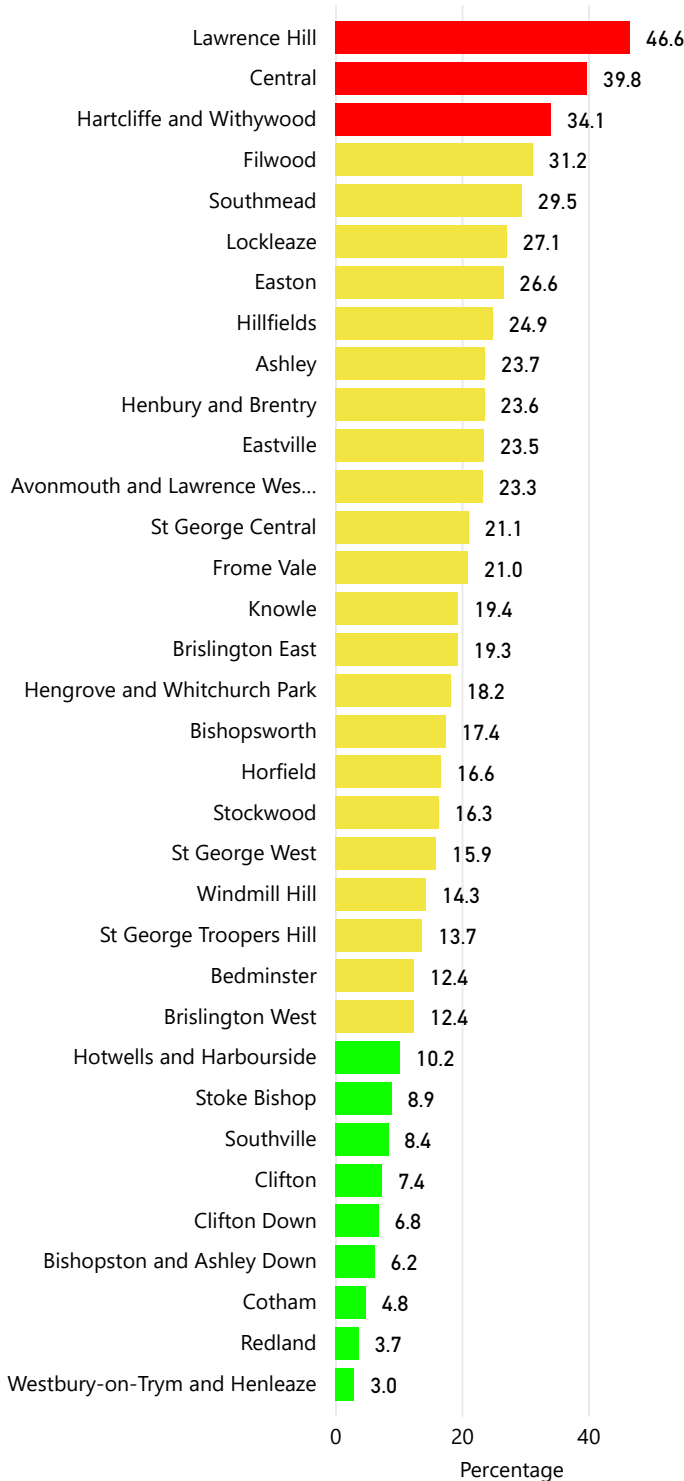 Lawrence Hill 46.6
Central 39.8
Hartcliffe and Withywood 34.1
Filwood 31.2
Southmead 29.5
Lockleaze 27.1
Easton 26.6
Hillfields 24.9
Ashley 23.7
Henbury and Brentry 23.6
Eastville 23.5
Avonmouth and Lawrence Wes... 23.3
St George Central 21.1
Frome Vale 21.0
Knowle 19.4
Brislington East 19.3
Hengrove and Whitchurch Park 18.2
Bishopsworth 17.4
Horfield 16.6
Stockwood 16.3
St George West 15.9
Windmill Hill 14.3
St George Troopers Hill 13.7
Bedminster 12.4
Brislington West 12.4
Hotwells and Harbourside 10.2
Stoke Bishop 8.9
Southville 8.4
Clifton 7.4
Clifton Down 6.8
Bishopston and Ashley Down 6.2
Cotham 4.8
Redland 3.7
Westbury-on-Trym and Henleaze 3.0
0 20 40
Percentage